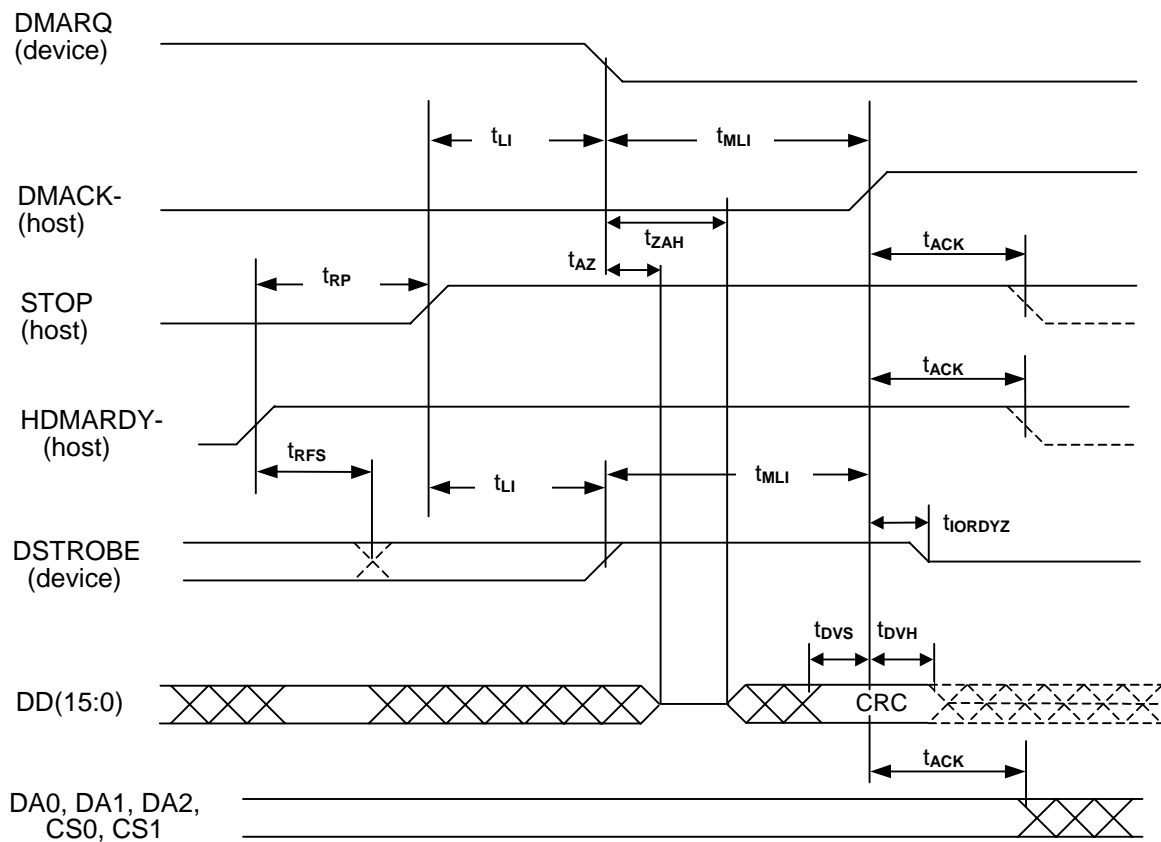 DMARQ
(device)
tLI
tMLI
DMACK-
(host)
tZAH
tAZ
tACK
tRP
STOP
(host)
tACK
HDMARDY-
(host)
tRFS
tLI
tMLI
tIORDYZ
DSTROBE
(device)
tDVS
tDVH
DD(15:0)
CRC
tACK
DA0, DA1, DA2,
CS0, CS1